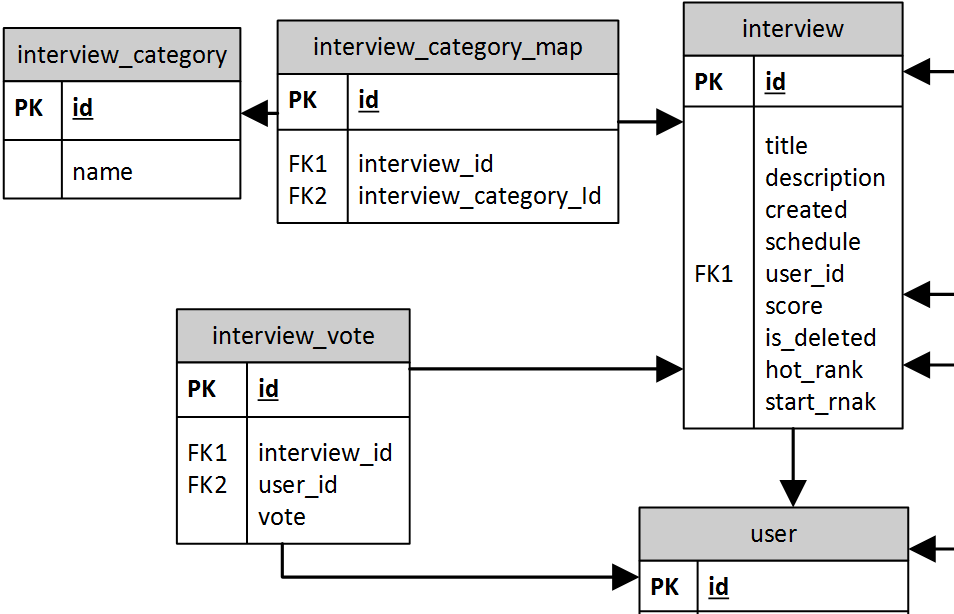 interview_category
PK id
name
interview_category_map
PK id
FK1 interview_id
FK2 interview_category_Id
interview
PK id
title
description
created
schedule
FK1 user_id
score
is_deleted
hot_rank
start_rnak
interview_vote
PK id
FK1 interview_id
FK2 user_id
vote
user
PK id